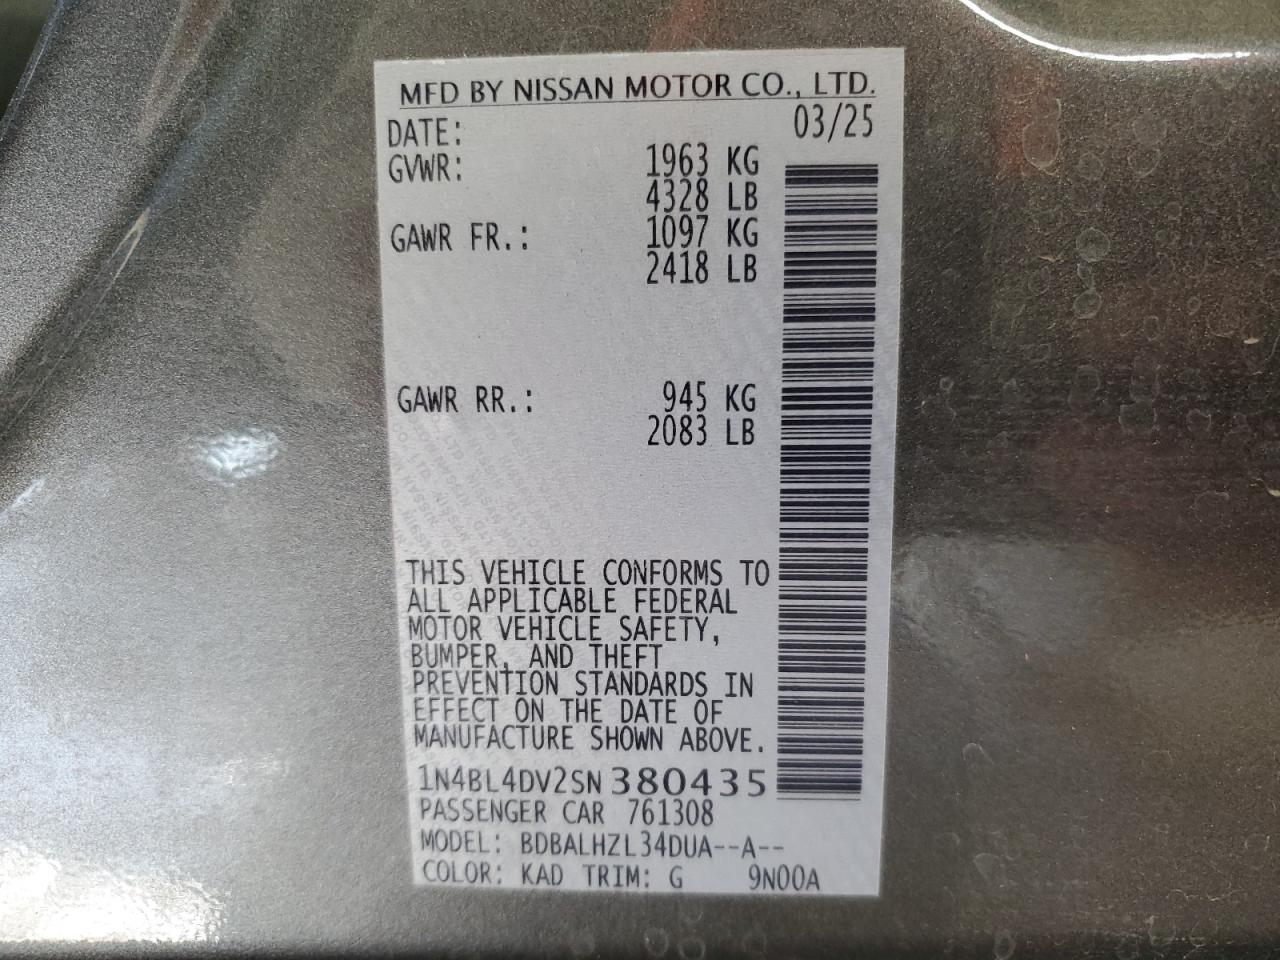 MFD BY NISSAN MOTOR CO., LTD.
DATE: 03/25
GVWR: 1963 KG
4328 LB
GAWR FR.: 1097 KG
2418 LB
GAWR RR.: 945 KG
2083 LB
THIS VEHICLE CONFORMS TO
ALL APPLICABLE FEDERAL
MOTOR VEHICLE SAFETY,
BUMPER, AND THEFT
PREVENTION STANDARDS IN
EFFECT ON THE DATE OF
MANUFACTURE SHOWN ABOVE.
1N4BL4DV2SN380435
PASSENGER CAR 761308
MODEL: BDBALHZL34DUA--A--
COLOR: KAD TRIM: G 9N00A